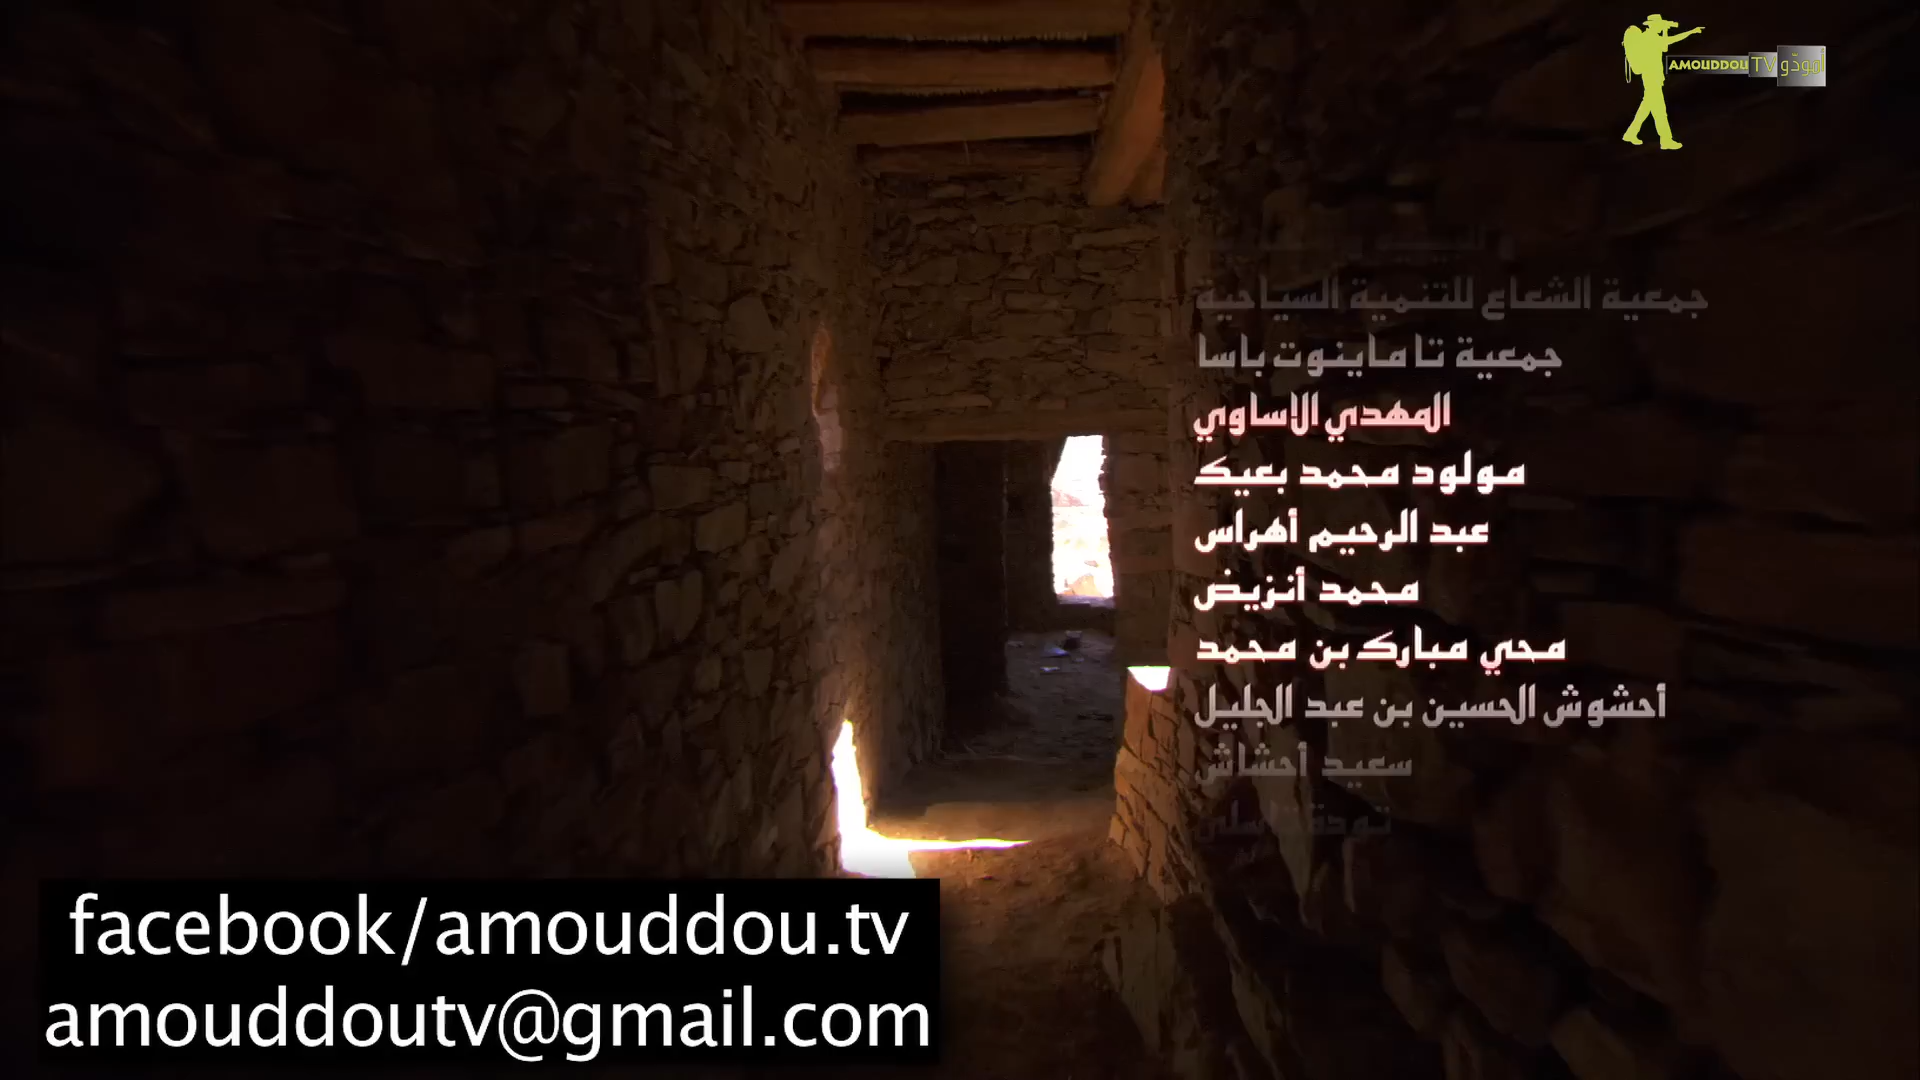 AMOUDDOU TV أمودّو
جمعية الشعاع للتنمية السياحية
جمعية تاماينوت باسا
المهدي الاساوي
مولود محمد بعيك
عبد الرحيم أهراس
محمد أنزيض
محي مبارك بن محمد
أحشوش الحسين بن عبد الجليل
سعيد أحشاش
facebook/amouddou.tv
amouddoutv@gmail.com